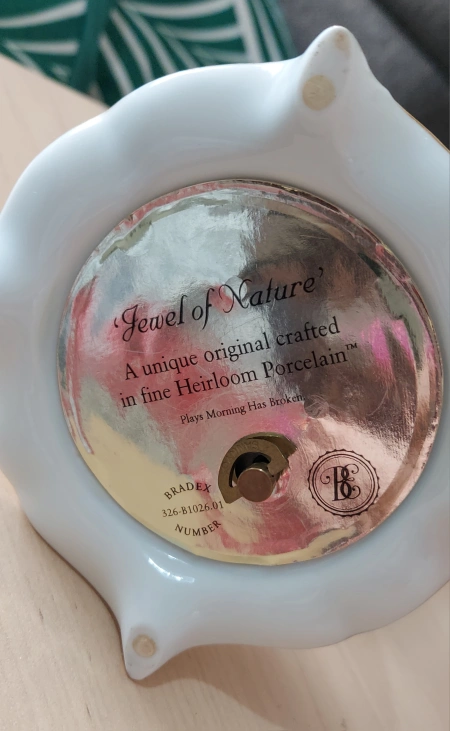 ‘Jewel of Nature’
A unique original crafted
in fine Heirloom Porcelain™
Plays Morning Has Broken
BRADEX
326-B1026.01
NUMBER
BE